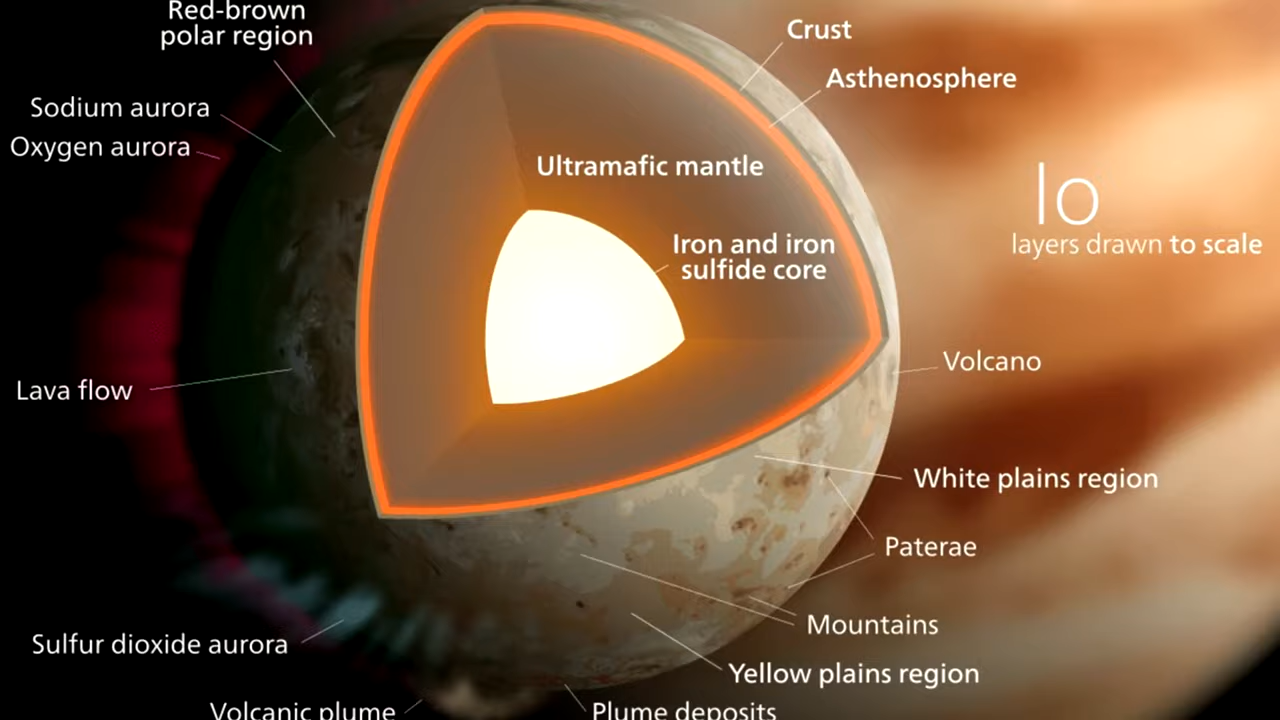 Red-brown
polar region
Crust
Asthenosphere
Sodium aurora
Oxygen aurora
Ultramafic mantle
Io
layers drawn to scale
Iron and iron
sulfide core
Volcano
Lava flow
White plains region
Paterae
Mountains
Sulfur dioxide aurora
Yellow plains region
Volcanic plume
Plume deposits